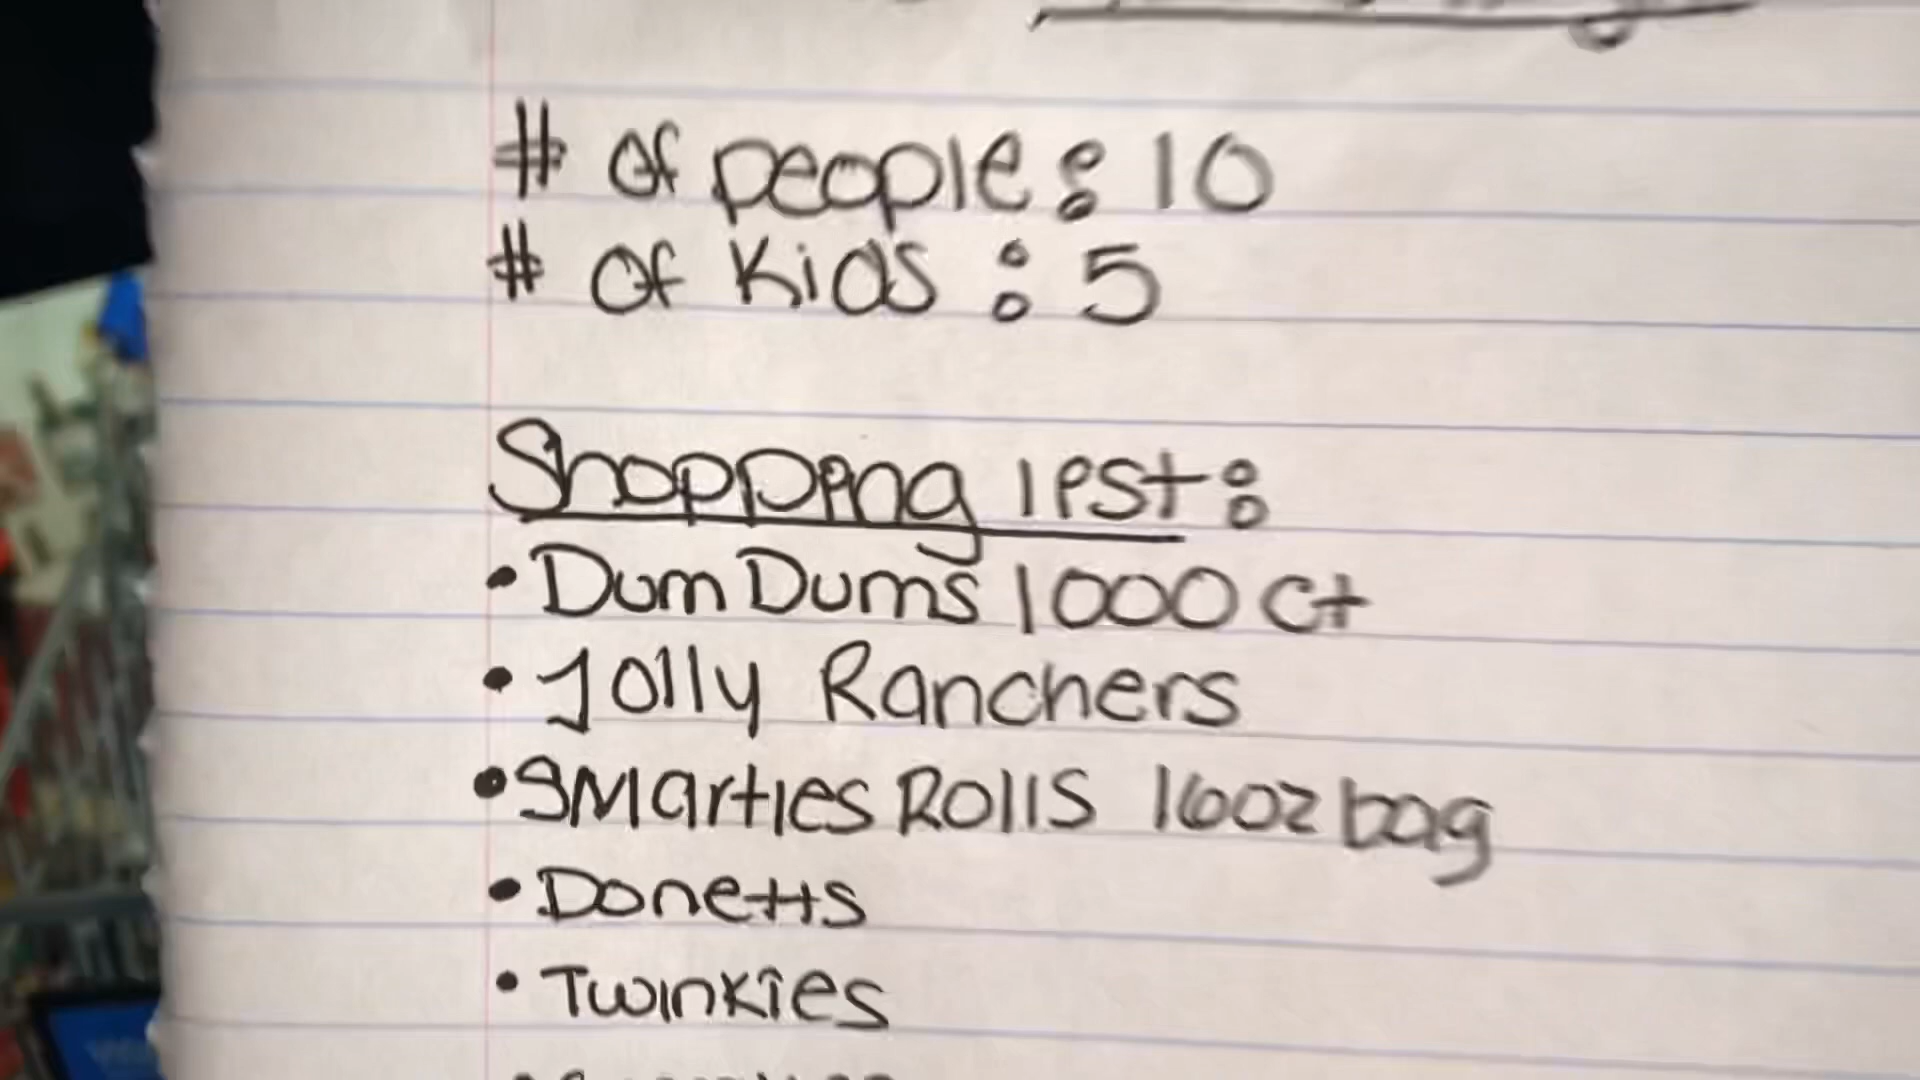 # of people: 10
# of Kids: 5
Shopping list:
• Dum Dums 1000 ct
• Jolly Ranchers
• Smarties Rolls 16oz bag
• Donetts
• Twinkies